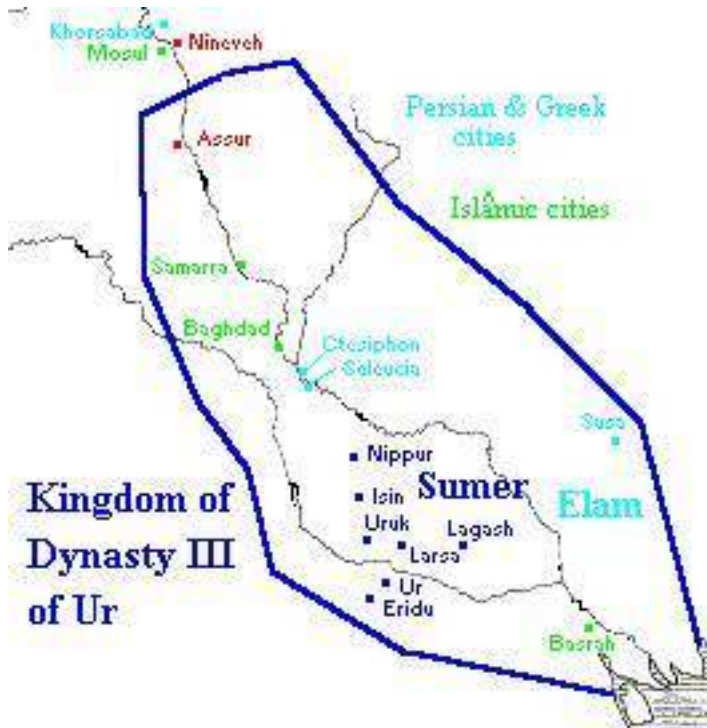 Khorsabad
Nineveh
Mosul
Persian & Greek
cities
Assur
Islâmic cities
Samarra
Baghdad
Ctesiphon
Seleucia
Susa
Nippur
Sumer
Isin
Elam
Kingdom of
Dynasty III
of Ur
Uruk
Lagash
Larsa
Ur
Eridu
Basrah